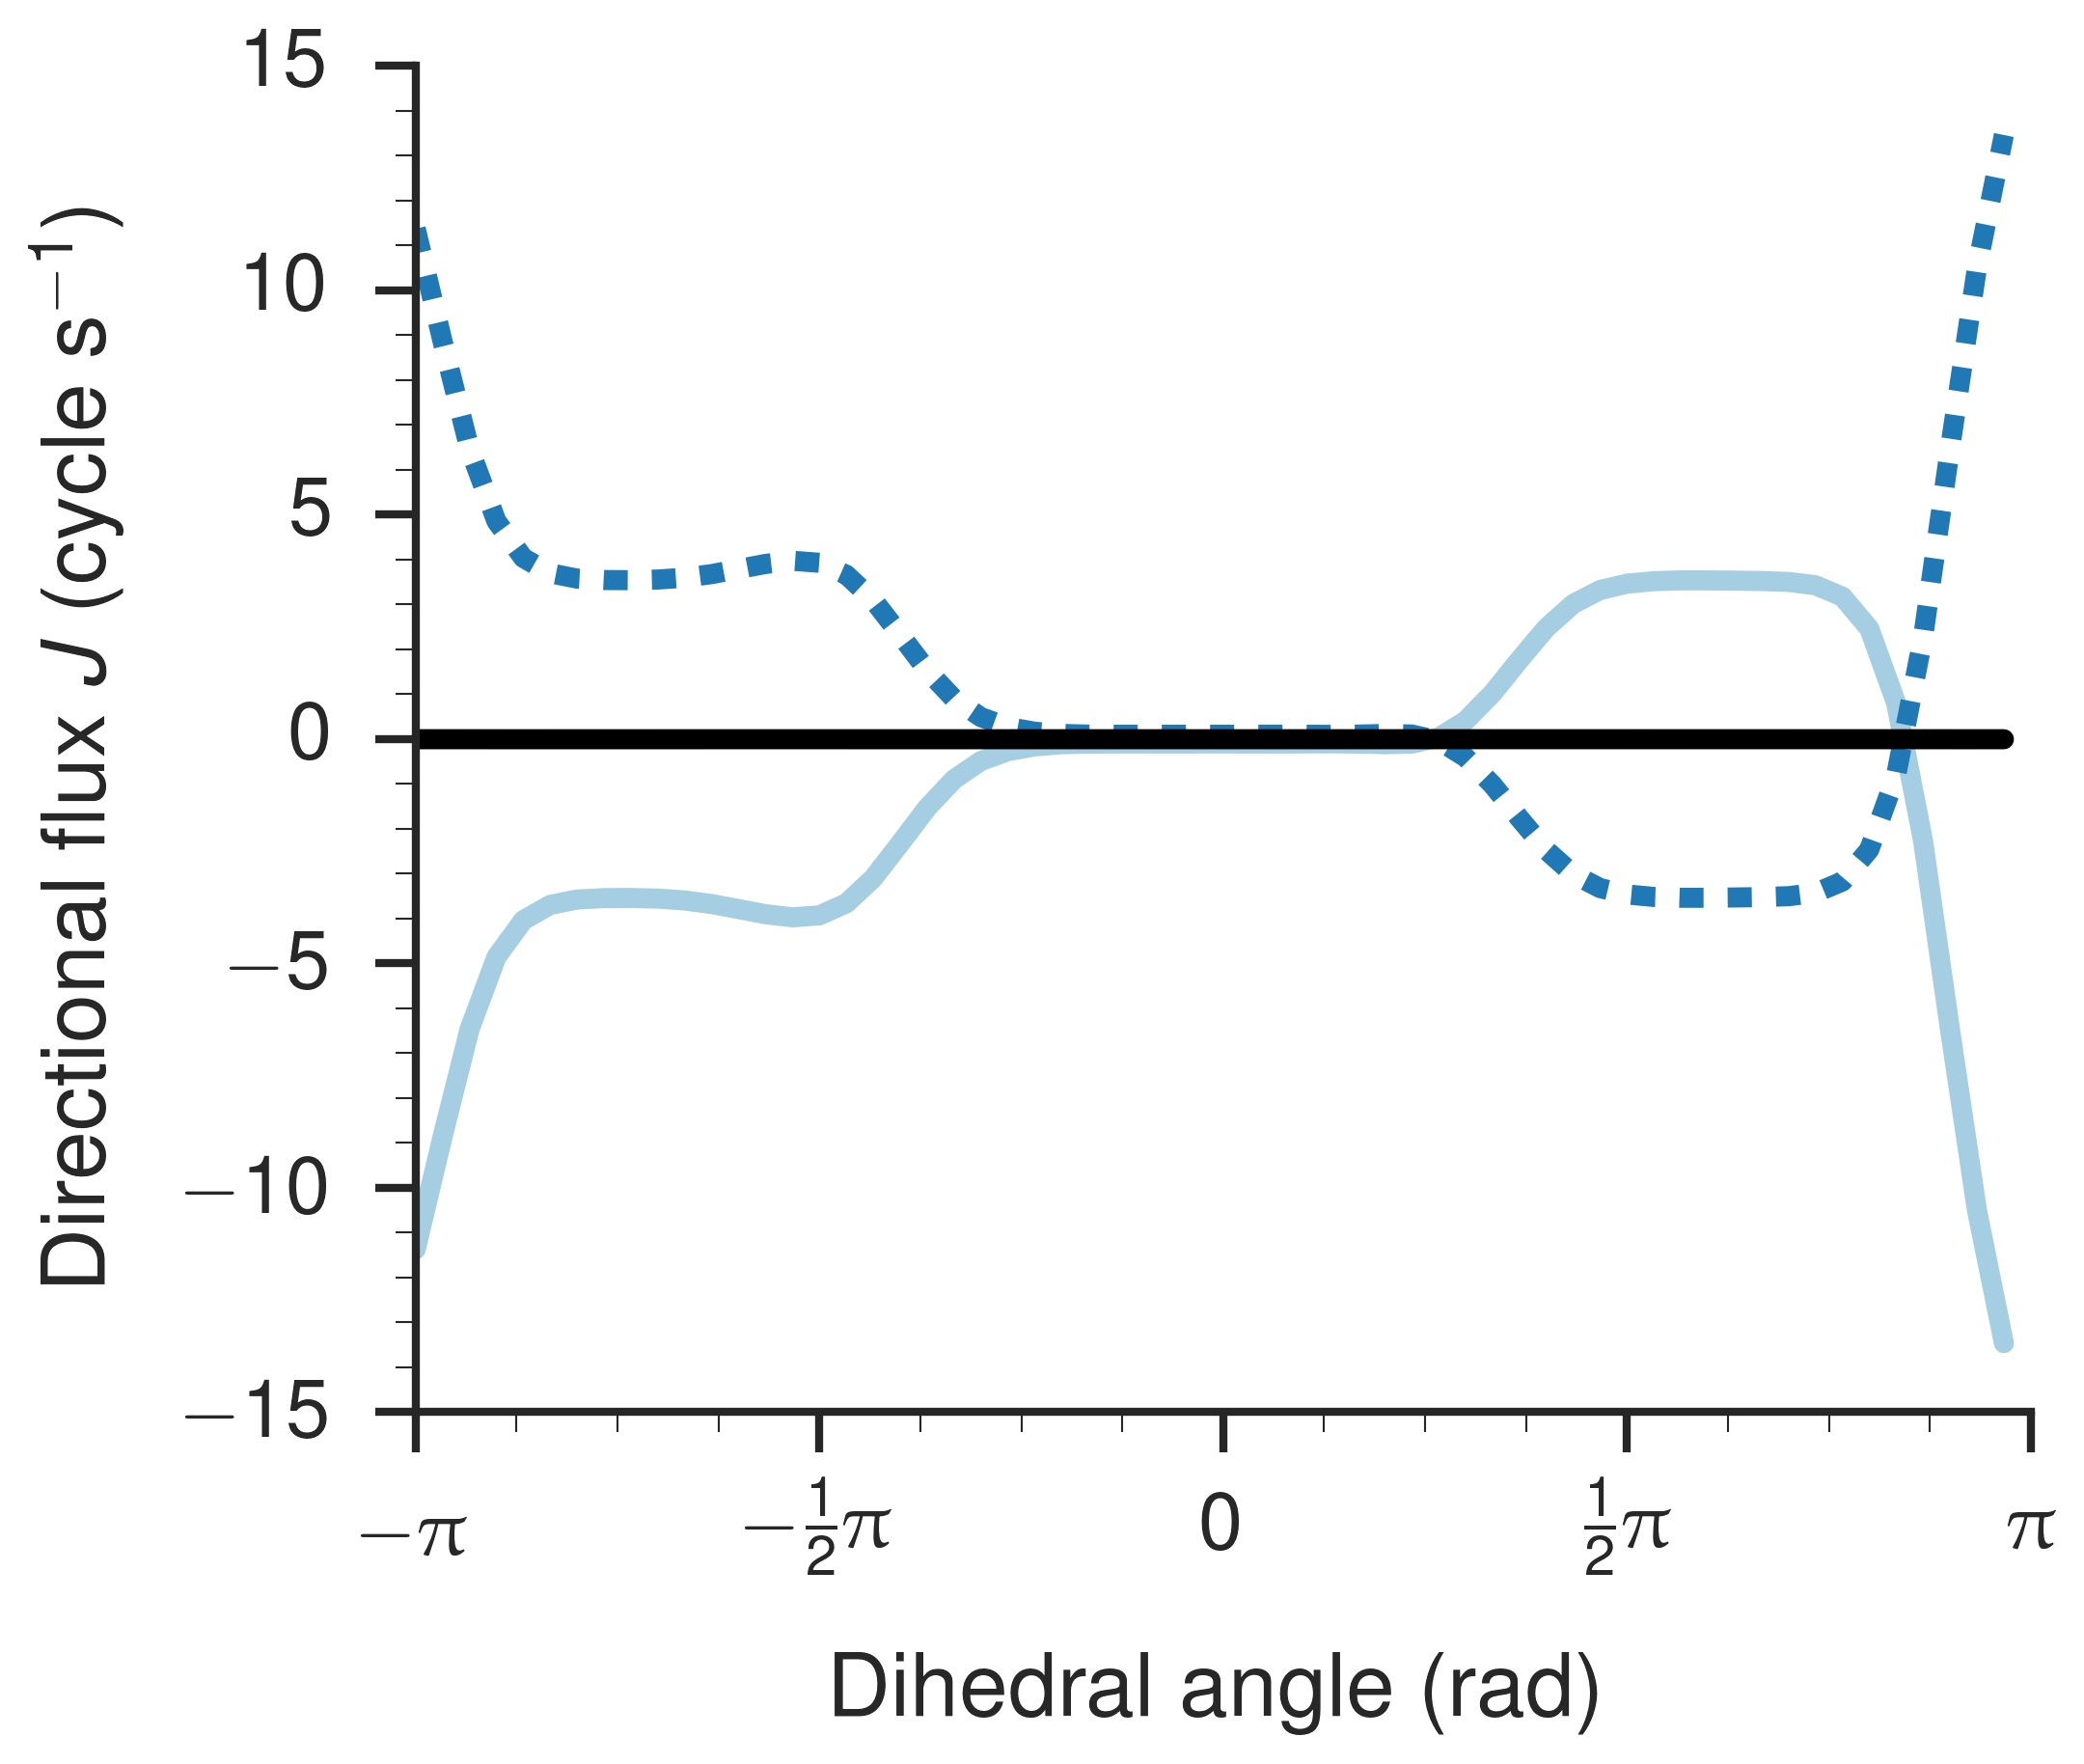 Directional flux J (cycle s⁻¹)
15
10
5
0
−5
−10
−15
−π
−½π
0
½π
π
Dihedral angle (rad)